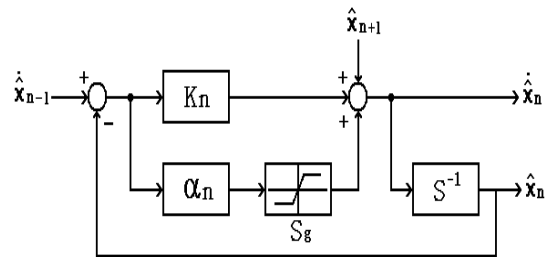 x̂n+1
+
+
+
-
ẋ̂n-1
Kn
ẋ̂n
αn
Sg
S⁻¹
x̂n